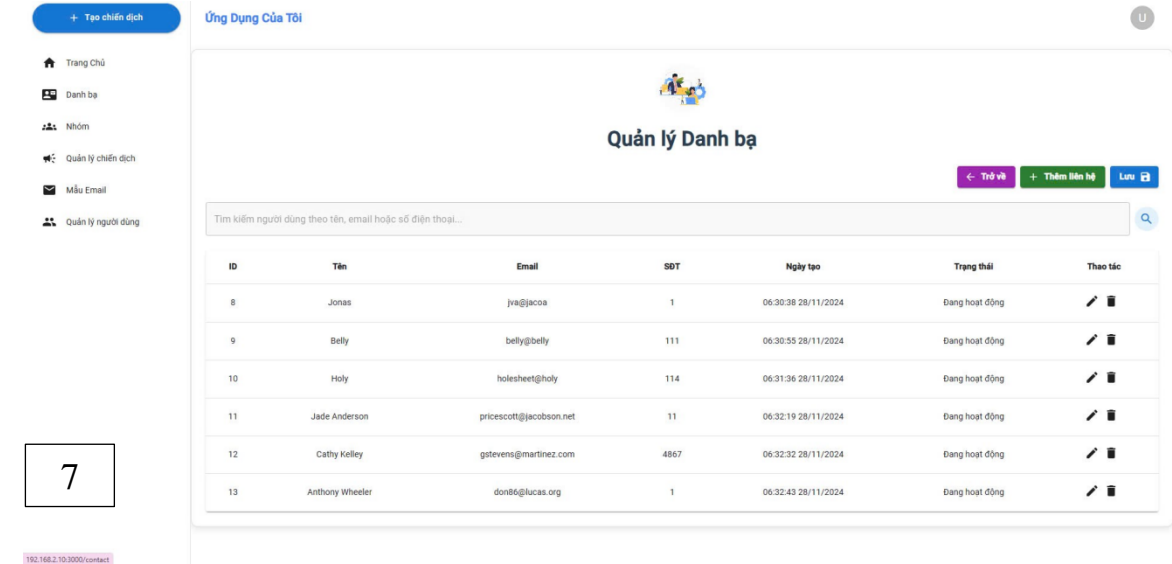 + Tạo chiến dịch
Ứng Dụng Của Tôi
U
Trang Chủ
Danh bạ
Nhóm
Quản lý chiến dịch
Mẫu Email
Quản lý người dùng
Quản lý Danh bạ
← Trở về + Thêm liên hệ Lưu
Tìm kiếm người dùng theo tên, email hoặc số điện thoại...
ID Tên Email SĐT Ngày tạo Trạng thái Thao tác
8 Jonas jva@jacoa 1 06:30:38 28/11/2024 Đang hoạt động
9 Belly belly@belly 111 06:30:55 28/11/2024 Đang hoạt động
10 Holy holesheet@holy 114 06:31:36 28/11/2024 Đang hoạt động
11 Jade Anderson pricescott@jacobson.net 11 06:32:19 28/11/2024 Đang hoạt động
12 Cathy Kelley gstevens@martinez.com 4867 06:32:32 28/11/2024 Đang hoạt động
13 Anthony Wheeler don86@lucas.org 1 06:32:43 28/11/2024 Đang hoạt động
7
192.168.2.10:3000/contact